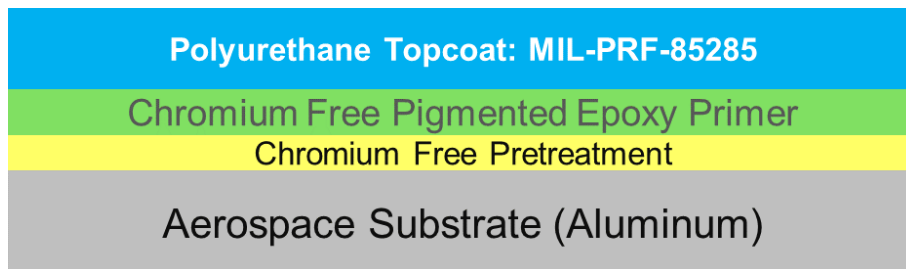 Polyurethane Topcoat: MIL-PRF-85285
Chromium Free Pigmented Epoxy Primer
Chromium Free Pretreatment
Aerospace Substrate (Aluminum)